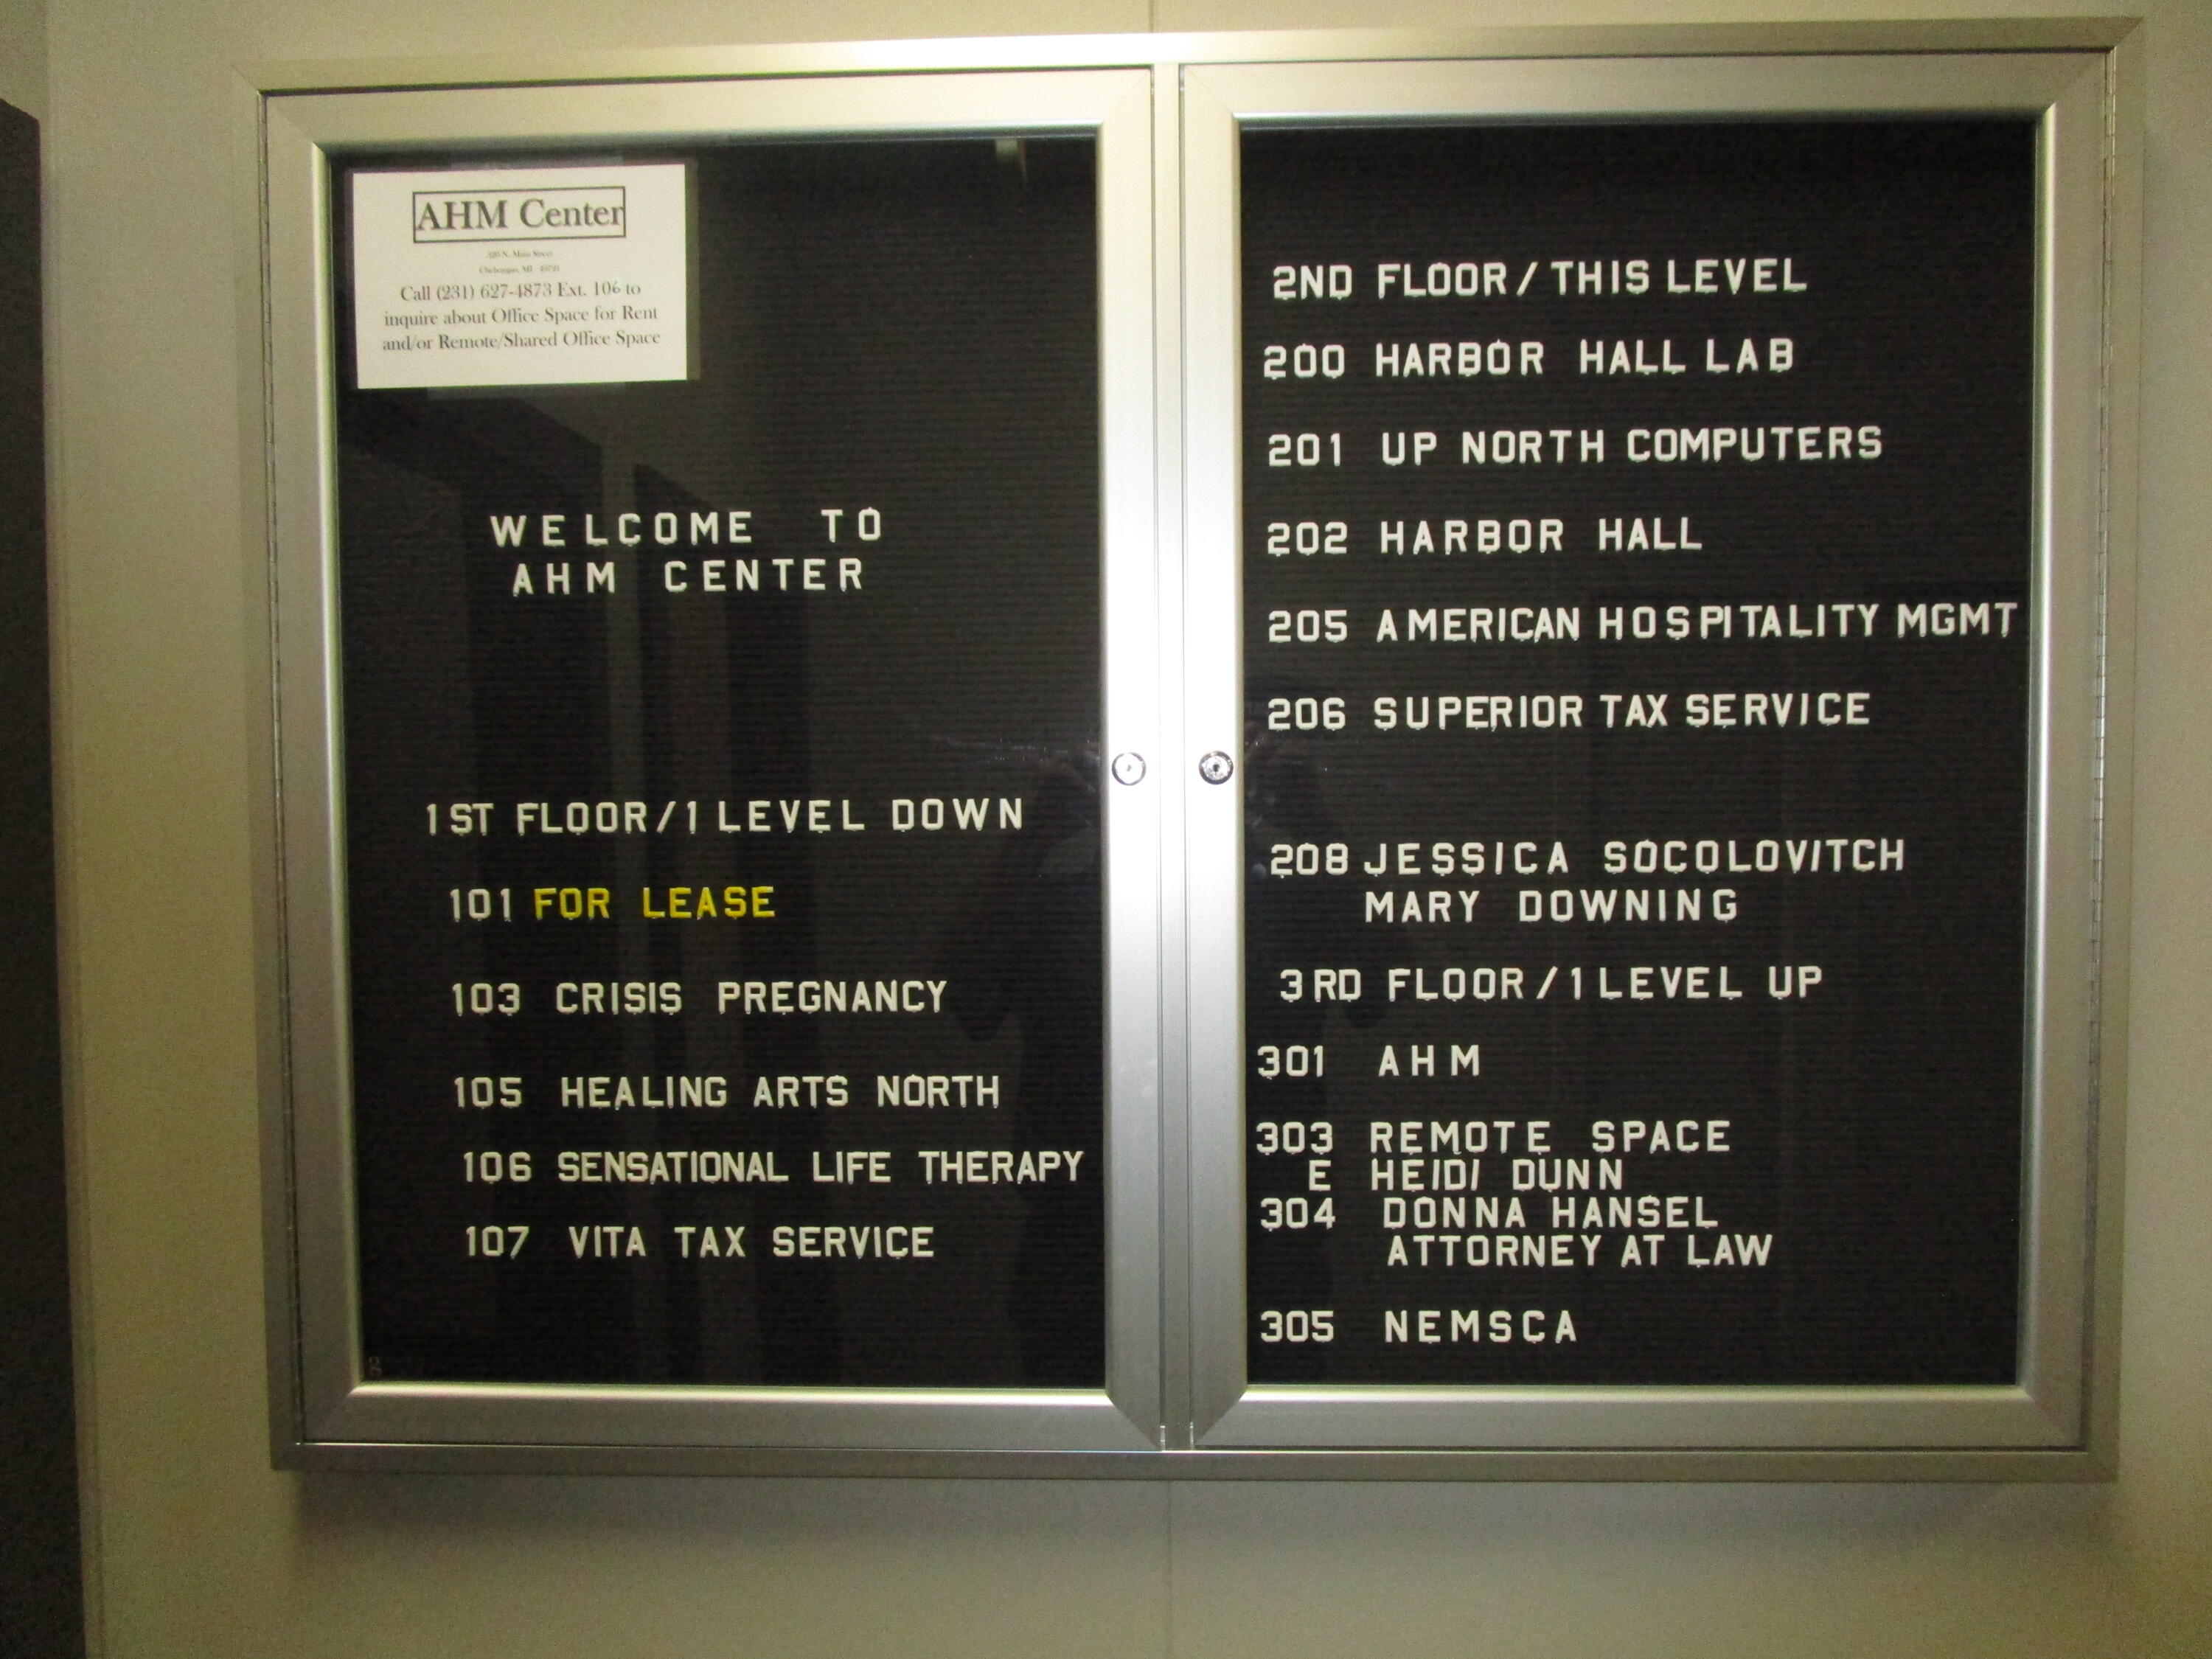 AHM Center
Cheboygan, MI 49721
Call (231) 627-4873 Ext. 106 to
inquire about Office Space for Rent
and/or Remote/Shared Office Space
WELCOME TO
AHM CENTER
1ST FLOOR/1 LEVEL DOWN
101 FOR LEASE
103 CRISIS PREGNANCY
105 HEALING ARTS NORTH
106 SENSATIONAL LIFE THERAPY
107 VITA TAX SERVICE
2ND FLOOR/THIS LEVEL
200 HARBOR HALL LAB
201 UP NORTH COMPUTERS
202 HARBOR HALL
205 AMERICAN HOSPITALITY MGMT
206 SUPERIOR TAX SERVICE
208 JESSICA SOCOLOVITCH
MARY DOWNING
3RD FLOOR/1 LEVEL UP
301 AHM
303 REMOTE SPACE
E HEIDI DUNN
304 DONNA HANSEL
ATTORNEY AT LAW
305 NEMSCA